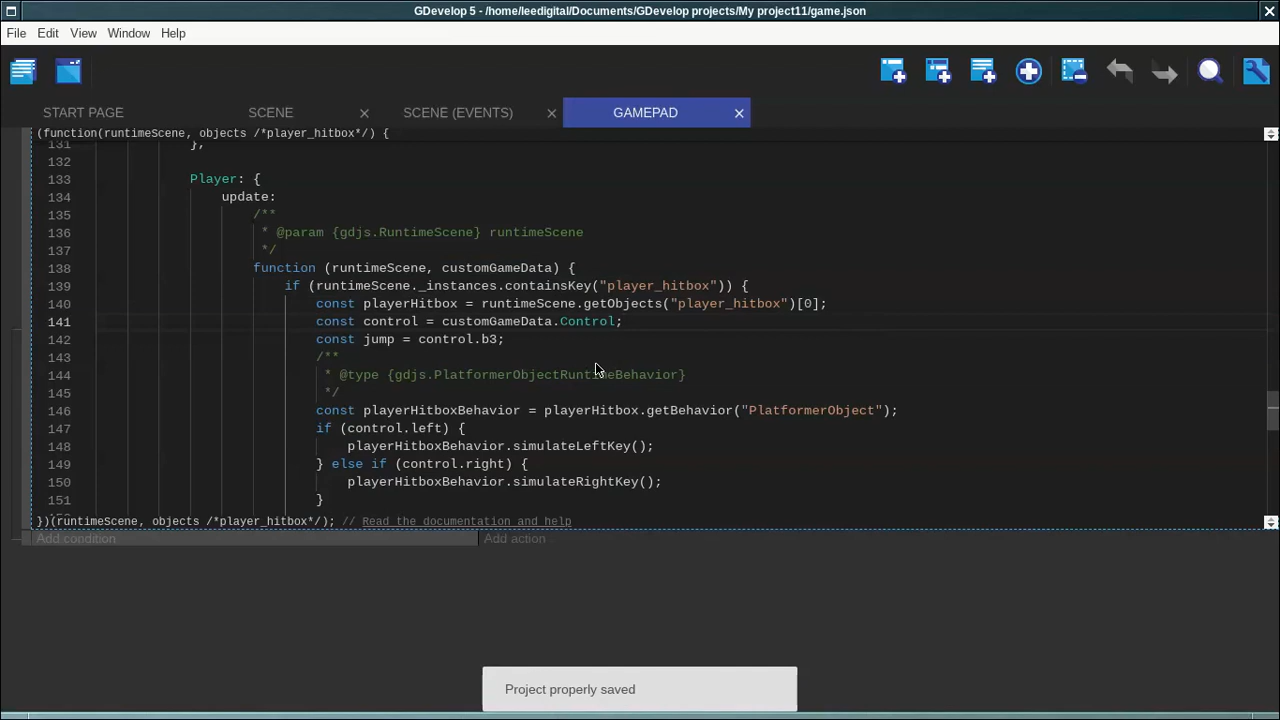 GDevelop 5 - /home/leedigital/Documents/GDevelop projects/My project11/game.json
File Edit View Window Help
START PAGE SCENE SCENE (EVENTS) GAMEPAD
(function(runtimeScene, objects /*player_hitbox*/) {
131 },
132
133 Player: {
134 update:
135 /**
136 * @param {gdjs.RuntimeScene} runtimeScene
137 */
138 function (runtimeScene, customGameData) {
139 if (runtimeScene._instances.containsKey("player_hitbox")) {
140 const playerHitbox = runtimeScene.getObjects("player_hitbox")[0];
141 const control = customGameData.Control;
142 const jump = control.b3;
143 /**
144 * @type {gdjs.PlatformerObjectRuntimeBehavior}
145 */
146 const playerHitboxBehavior = playerHitbox.getBehavior("PlatformerObject");
147 if (control.left) {
148 playerHitboxBehavior.simulateLeftKey();
149 } else if (control.right) {
150 playerHitboxBehavior.simulateRightKey();
151 }
})(runtimeScene, objects /*player_hitbox*/); // Read the documentation and help
Add condition Add action
Project properly saved